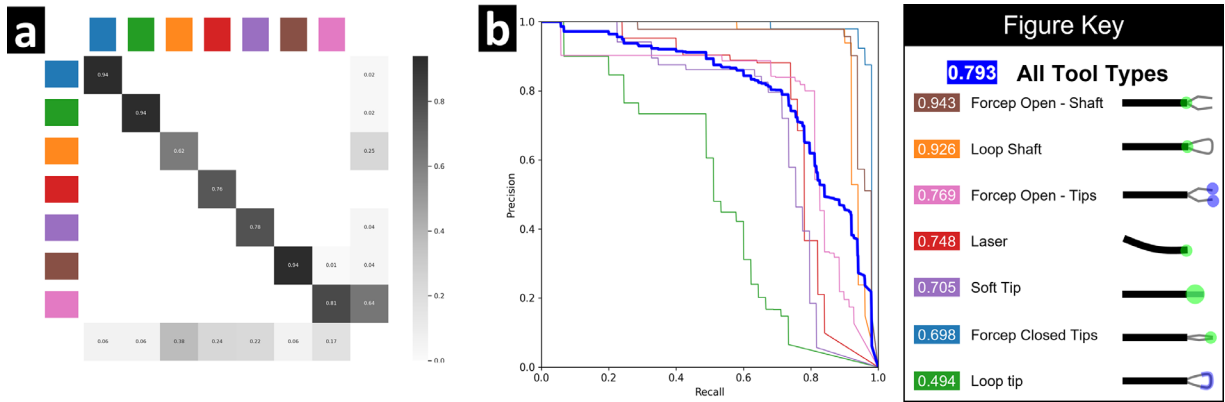 a
0.94
0.02
0.94
0.02
0.62
0.25
0.76
0.78
0.04
0.94
0.01
0.04
0.81
0.64
0.06
0.06
0.38
0.24
0.22
0.06
0.17
0.8
0.6
0.4
0.2
0.0
b
1.0
0.8
0.6
0.4
0.2
0.0
Precision
0.0
0.2
0.4
0.6
0.8
1.0
Recall
Figure Key
0.793 All Tool Types
0.943 Forcep Open - Shaft
0.926 Loop Shaft
0.769 Forcep Open - Tips
0.748 Laser
0.705 Soft Tip
0.698 Forcep Closed Tips
0.494 Loop tip